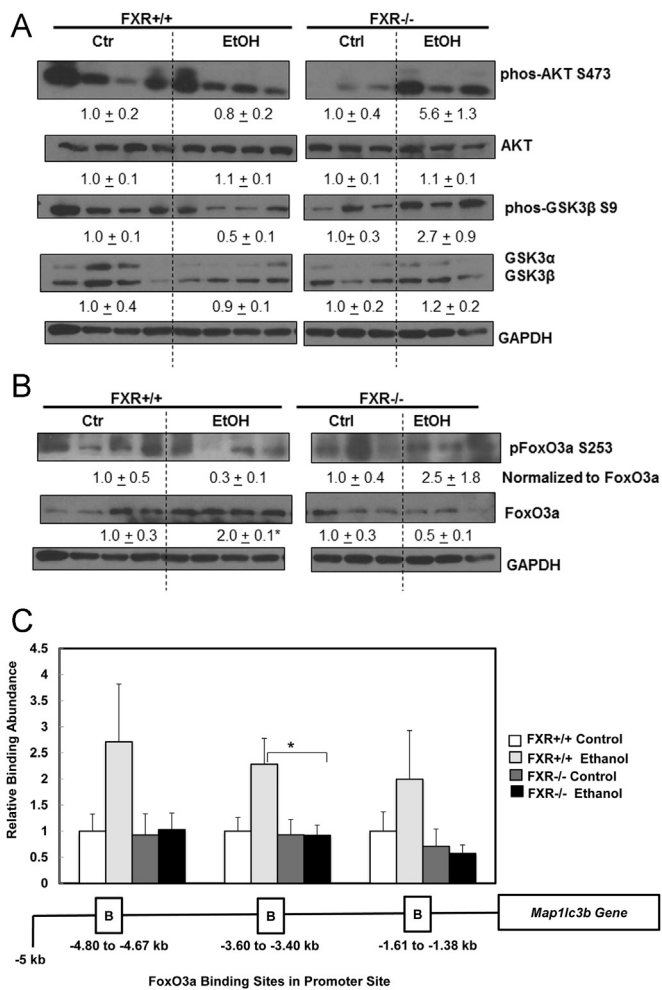 A
FXR+/+ FXR-/-
Ctr EtOH Ctrl EtOH
phos-AKT S473
1.0 + 0.2 0.8 + 0.2 1.0 + 0.4 5.6 + 1.3
AKT
1.0 + 0.1 1.1 + 0.1 1.0 + 0.1 1.1 + 0.1
phos-GSK3β S9
1.0 + 0.1 0.5 + 0.1 1.0+ 0.3 2.7 + 0.9
GSK3α
GSK3β
1.0 + 0.4 0.9 + 0.1 1.0 + 0.2 1.2 + 0.2
GAPDH
B
FXR+/+ FXR-/-
Ctr EtOH Ctrl EtOH
pFoxO3a S253
1.0 + 0.5 0.3 + 0.1 1.0 + 0.4 2.5 + 1.8 Normalized to FoxO3a
FoxO3a
1.0 + 0.3 2.0 + 0.1* 1.0 + 0.3 0.5 + 0.1
GAPDH
C
Relative Binding Abundance
4.5
4
3.5
3
2.5
2
1.5
1
0.5
0
*
FXR+/+ Control
FXR+/+ Ethanol
FXR-/- Control
FXR-/- Ethanol
B B B Map1lc3b Gene
-5 kb -4.80 to -4.67 kb -3.60 to -3.40 kb -1.61 to -1.38 kb
FoxO3a Binding Sites in Promoter Site